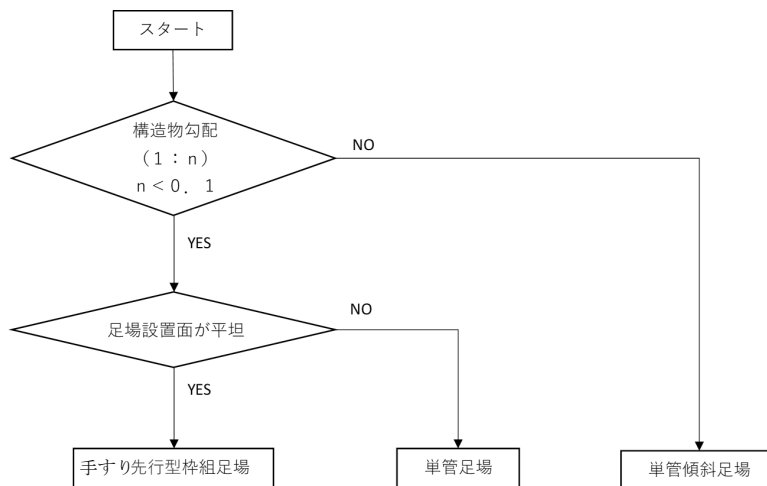 スタート
構造物勾配
（１：ｎ）
ｎ＜０．１
NO
YES
足場設置面が平坦
NO
YES
手すり先行型枠組足場
単管足場
単管傾斜足場